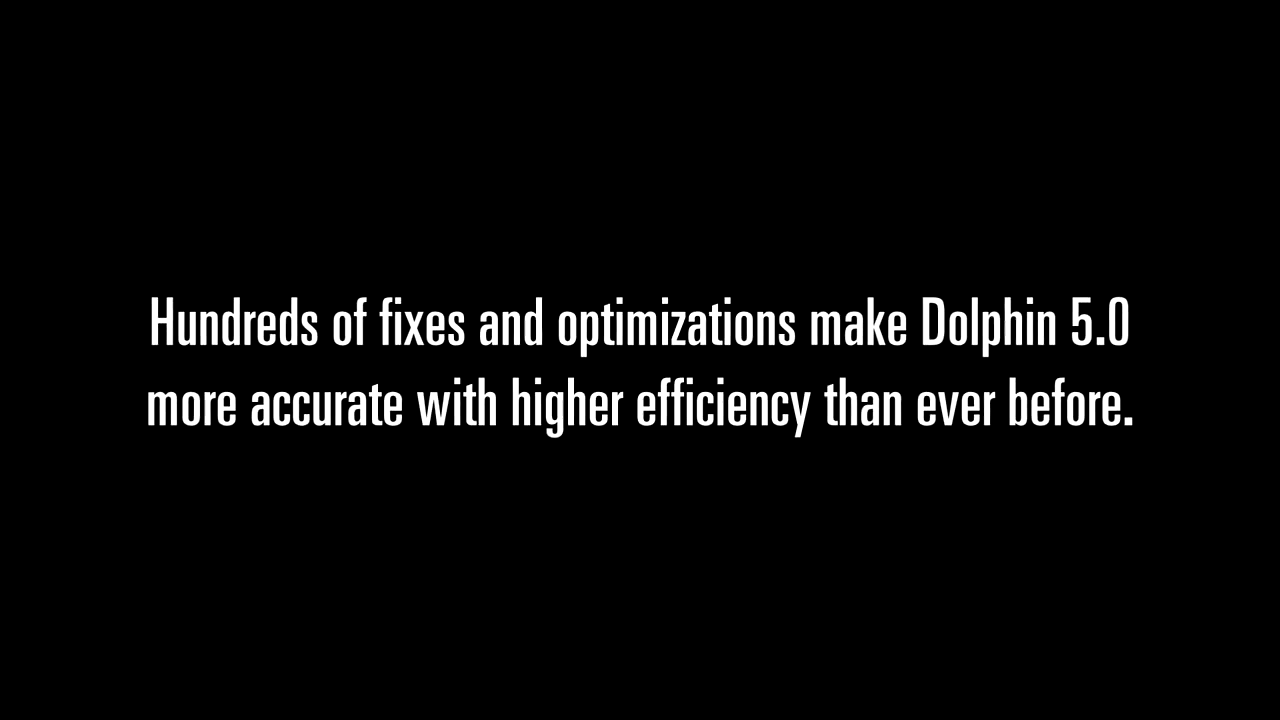 Hundreds of fixes and optimizations make Dolphin 5.0
more accurate with higher efficiency than ever before.